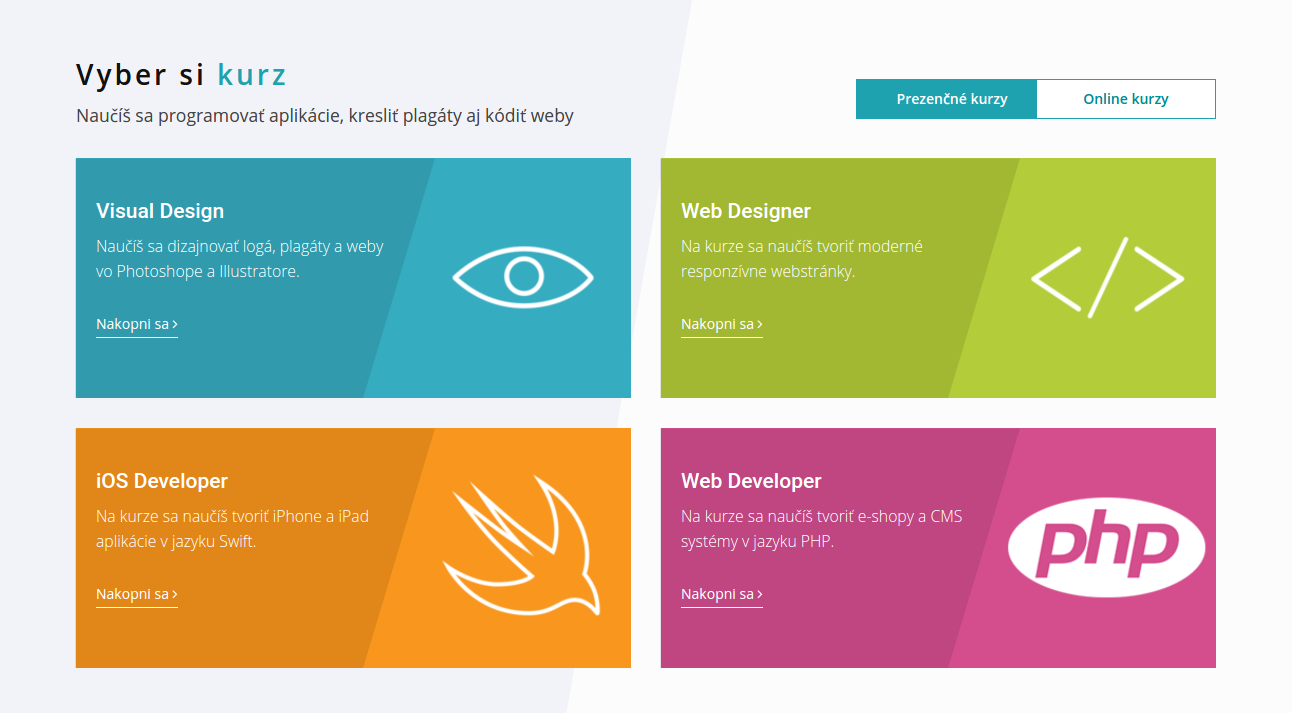 Vyber si kurz
Naučíš sa programovať aplikácie, kresliť plagáty aj kódiť weby
Prezenčné kurzy
Online kurzy
Visual Design
Naučíš sa dizajnovať logá, plagáty a weby
vo Photoshope a Illustratore.
Nakopni sa >
Web Designer
Na kurze sa naučíš tvoriť moderné
responzívne webstránky.
Nakopni sa >
</>
iOS Developer
Na kurze sa naučíš tvoriť iPhone a iPad
aplikácie v jazyku Swift.
Nakopni sa >
Web Developer
Na kurze sa naučíš tvoriť e-shopy a CMS
systémy v jazyku PHP.
Nakopni sa >
php